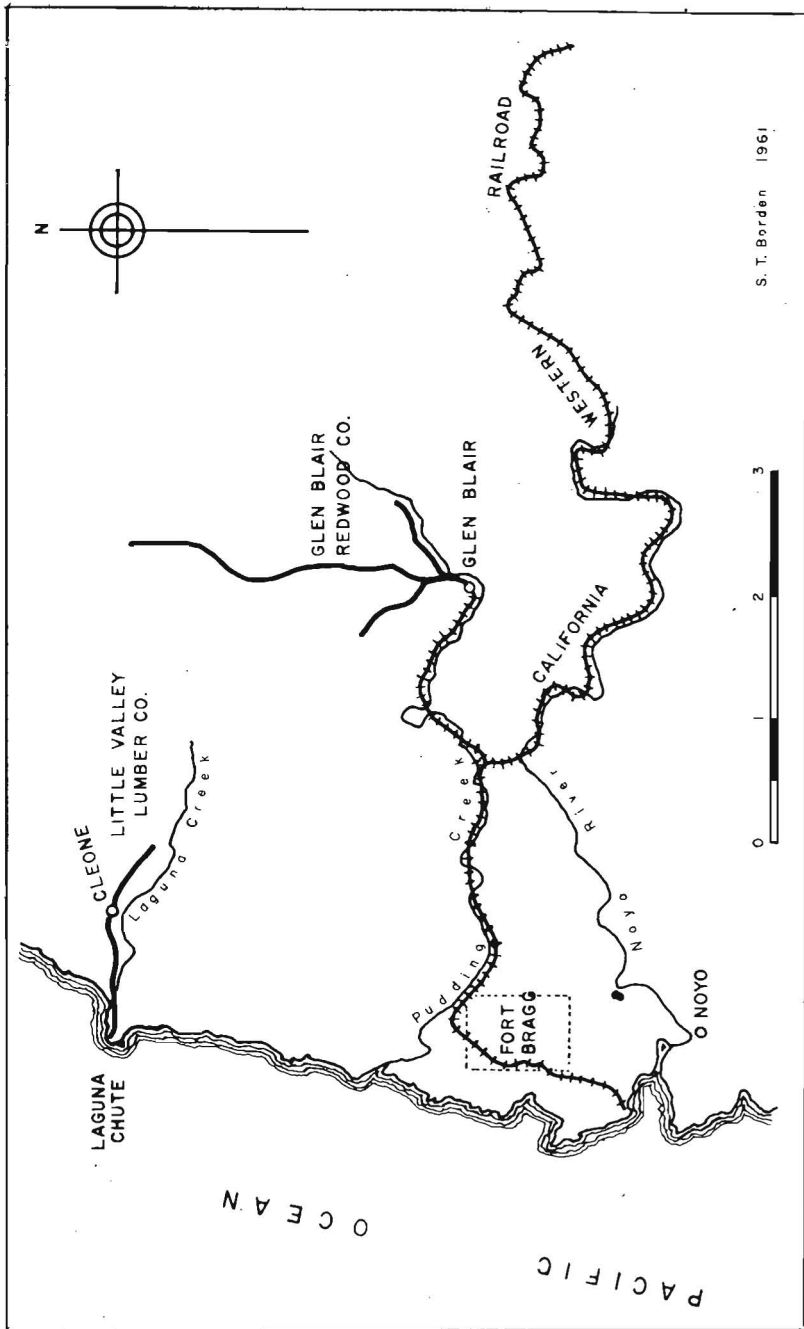 N
LAGUNA
CHUTE
CLEONE
LITTLE VALLEY
LUMBER CO.
Laguna Creek
GLEN BLAIR
REDWOOD CO.
GLEN BLAIR
RAILROAD
WESTERN
CALIFORNIA
Pudding Creek
FORT
BRAGG
Noyo River
NOYO
PACIFIC OCEAN
0 1 2 3
S. T. Borden 1961